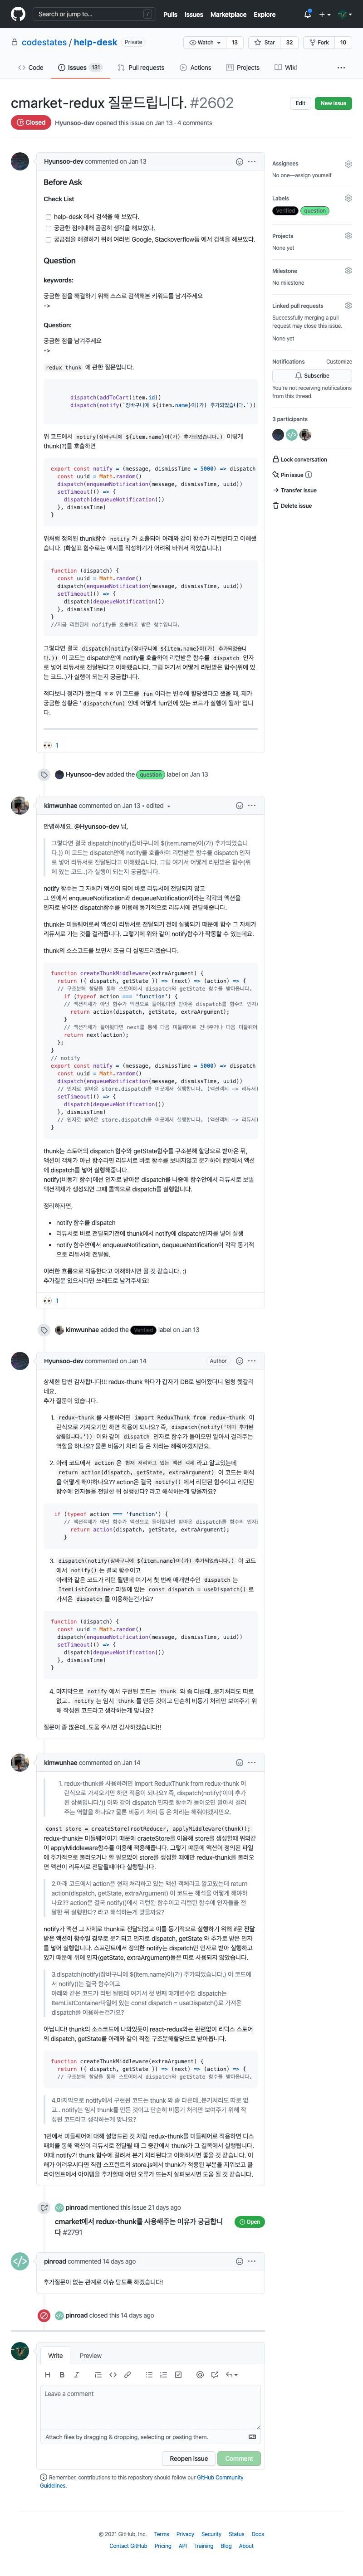 Search or jump to...
/
Pulls Issues Marketplace Explore
codestates / help-desk Private
Watch 13 Star 32 Fork 10
Code Issues 131 Pull requests Actions Projects Wiki
cmarket-redux 질문드립니다. #2602
Edit New issue
Closed Hyunsoo-dev opened this issue on Jan 13 · 4 comments
Hyunsoo-dev commented on Jan 13
Before Ask
Check List
help-desk 에서 검색을 해 보았다.
궁금한 점에대해 곰곰히 생각을 해보았다.
궁금점을 해결하기 위해 여러번 Google, Stackoverflow등 에서 검색을 해보았다.
Question
keywords:
궁금한 점을 해결하기 위해 스스로 검색해본 키워드를 남겨주세요
->
Question:
궁금한 점을 남겨주세요
->
redux thunk 에 관한 질문입니다.
dispatch(addToCart(item.id))
dispatch(notify(`장바구니에 ${item.name}이(가) 추가되었습니다.`))
위 코드에서 notify(장바구니에 ${item.name}이(가) 추가되었습니다.) 이렇게
thunk(?)를 호출하면
export const notify = (message, dismissTime = 5000) => dispatch
const uuid = Math.random()
dispatch(enqueueNotification(message, dismissTime, uuid))
setTimeout(() => {
dispatch(dequeueNotification())
}, dismissTime)
}
위처럼 정의된 thunk함수 notify 가 호출되어 아래와 같이 함수가 리턴된다고 이해했
습니다. (화살표 함수로는 예시를 작성하기가 어려워 바꿔서 적었습니다.)
function (dispatch) {
const uuid = Math.random()
dispatch(enqueueNotification(message, dismissTime, uuid))
setTimeout(() => {
dispatch(dequeueNotification())
}, dismissTime)
}
//지금 리턴된게 notify를 호출하고 받은 함수입니다.
그렇다면 결국 dispatch(notify(장바구니에 ${item.name}이(가) 추가되었습니
다.)) 이 코드는 dispatch안에 notify를 호출하여 리턴받은 함수를 dispatch 인자
로 넣어 리듀서로 전달된다고 이해했습니다. 그럼 여기서 어떻게 리턴받은 함수(위에 있
는 코드..)가 실행이 되는지 궁금합니다.
적다보니 정리가 됐는데 ㅎㅎ 위 코드를 fun 이라는 변수에 할당했다고 했을 때, 제가
궁금한 상황은 ' dispatch(fun) 인데 어떻게 fun안에 있는 코드가 실행이 될까' 입니
다.
1
Hyunsoo-dev added the question label on Jan 13
kimwunhae commented on Jan 13 • edited
안녕하세요. @Hyunsoo-dev 님,
그렇다면 결국 dispatch(notify(장바구니에 ${item.name}이(가) 추가되었습니
다.)) 이 코드는 dispatch안에 notify를 호출하여 리턴받은 함수를 dispatch 인자
로 넣어 리듀서로 전달된다고 이해했습니다. 그럼 여기서 어떻게 리턴받은 함수(위
에 있는 코드..)가 실행이 되는지 궁금합니다.
notify 함수는 그 자체가 액션이 되어 바로 리듀서에 전달되지 않고
그 안에서 enqueueNotification과 dequeueNotification이라는 각각의 액션을
인자로 받아온 dispatch함수를 이용해 동기적으로 리듀서에 전달해줍니다.
thunk는 미들웨어로써 액션이 리듀서로 전달되기 전에 실행되기 때문에 함수 그 자체가
리듀서로 가는 것을 걸러줍니다. 그렇기에 위와 같이 notify함수가 작동할 수 있는데요.
thunk의 소스코드를 보면서 조금 더 설명드리겠습니다.
function createThunkMiddleware(extraArgument) {
return ({ dispatch, getState }) => (next) => (action) => {
// 구조분해 할당을 통해 스토어에서 dispatch와 getState 함수를 받아옵니다.
if (typeof action === 'function') {
// 액션객체가 아닌 함수가 액션으로 들어왔다면 받아온 dispatch를 함수의 인자로
return action(dispatch, getState, extraArgument);
}
// 액션객체가 들어왔다면 next를 통해 다음 미들웨어로 건네주거나 다음 미들웨어
return next(action);
};
}
// notify
export const notify = (message, dismissTime = 5000) => dispatch
const uuid = Math.random()
dispatch(enqueueNotification(message, dismissTime, uuid))
// 인자로 받아온 store.dispatch를 이곳에서 실행합니다. (액션객체 -> 리듀서)
setTimeout(() => {
dispatch(dequeueNotification())
}, dismissTime)
// 인자로 받아온 store.dispatch를 이곳에서 실행합니다. (액션객체 -> 리듀서)
}
thunk는 스토어의 dispatch 함수와 getState함수를 구조분해 할당으로 받아온 뒤,
액션이 객체가 아닌 함수라면 리듀서로 바로 함수를 보내지않고 분기하여  if문에서 액션
에 dispatch를 넣어 실행해줍니다.
notify(비동기 함수)에선 인자로 받아온 dispatch를 나중에 함수안에서 리듀서로 보낼
액션객체가 생성되면 그때 콜백으로 dispatch를 실행합니다.
정리하자면,
notify 함수를 dispatch
리듀서로 바로 전달되기전에 thunk에서 notify에 dispatch인자를 넣어 실행
notify 함수안에서 enqueueNotification, dequeueNotification이 각각 동기적
으로 리듀서에 전달됨.
이러한 흐름으로 작동한다고 이해하시면 될 것 같습니다. :)
추가질문 있으시다면 쓰레드로 남겨주세요!
1
kimwunhae added the Verified label on Jan 13
Hyunsoo-dev commented on Jan 14 Author
상세한 답변 감사합니다!!! redux-thunk 하다가 갑자기 DB로 넘어왔더니 엄청 헷갈리
네요.
추가 질문이 있습니다.
1. redux-thunk 를 사용하려면 import ReduxThunk from redux-thunk 이
런식으로 가져오기만 하면 적용이 되나요? 즉, dispatch(notify('이미 추가된
상품입니다.')) 이와 같이 dispatch 인자로 함수가 들어오면 알아서 걸러주는
역할을 하나요? 물론 비동기 처리 등 은 처리는 해줘야겠지만요.
2. 아래 코드에서 action 은 현재 처리하고 있는 액션 객체 라고 알고있는데
return action(dispatch, getState, extraArgument) 이 코드는 해석
을 어떻게 해야하나요?? action은 결국 notify() 에서 리턴받은 함수이고 리턴받은
함수에 인자들을 전달한 뒤 실행한다? 라고 해석하는게 맞을까요?
if (typeof action === 'function') {
// 액션객체가 아닌 함수가 액션으로 들어왔다면 받아온 dispatch를 함수의 인자로
return action(dispatch, getState, extraArgument);
}
3. dispatch(notify(장바구니에 ${item.name}이(가) 추가되었습니다.) 이 코드
에서 notify() 는 결국 함수이고
아래와 같은 코드가 리턴 될텐데 여기서 첫 번째 매개변수인 dispatch 는
ItemListContainer 파일에 있는 const dispatch = useDispatch() 로
가져온 dispatch 를 이용하는건가요?
function (dispatch) {
const uuid = Math.random()
dispatch(enqueueNotification(message, dismissTime, uuid))
setTimeout(() => {
dispatch(dequeueNotification())
}, dismissTime)
}
4. 마지막으로 notify 에서 구현된 코드는 thunk 와 좀 다른데..분기처리도 따로
없고.. notify 는 임시 thunk 를 만든 것이고 단순히 비동기 처리만 보여주기 위
해 작성된 코드라고 생각하는게 맞나요?
질문이 좀 많은데..도움 주시면 감사하겠습니다!!
kimwunhae commented on Jan 14
1. redux-thunk를 사용하려면 import ReduxThunk from redux-thunk 이
런식으로 가져오기만 하면 적용이 되나요? 즉, dispatch(notify('이미 추가
된 상품입니다.')) 이와 같이 dispatch 인자로 함수가 들어오면 알아서 걸러
주는 역할을 하나요? 물론 비동기 처리 등 은 처리는 해줘야겠지만요.
const store = createStore(rootReducer, applyMiddleware(thunk));
redux-thunk는 미들웨어이기 때문에 craeteStore를 이용해 store를 생성할때 위와같
이 applyMiddleware함수를 이용해 적용해줍니다. 그렇기 때문에 액션이 정의된 파일
에 추가적으로 불러오거나 할 필요없이 store를 생성할 때에만 redux-thunk를 불러오
면 액션이 리듀서로 전달될때마다 실행됩니다.
2.아래 코드에서 action은 현재 처리하고 있는 액션 객체라고 알고있는데 return
action(dispatch, getState, extraArgument) 이 코드는 해석을 어떻게 해야하
나요?? action은 결국 notify()에서 리턴받은 함수이고 리턴받은 함수에 인자들을 전
달한 뒤 실행한다? 라고 해석하는게 맞을까요?
notify가 액션 그 자체로 thunk로 전달되었고 이를 동기적으로 실행하기 위해 if문 전달
받은 액션이 함수일 경우로 분기되고 인자로 dispatch, getState 와 추가로 받은 인자
를 넣어 실행합니다. 스프린트에서 정의한 notify는 dispatch만 인자로 받아 실행하고
있기 때문에 뒤에 인자(getState, extraArgument)들은 따로 사용되지 않았습니다.
3.dispatch(notify(장바구니에 ${item.name}이(가) 추가되었습니다.) 이 코드에
서 notify()는 결국 함수이고
아래와 같은 코드가 리턴 될텐데 여기서 첫 번째 매개변수인 dispatch는
ItemListContainer파일에 있는 const dispatch = useDispatch()로 가져온
dispatch를 이용하는건가요?
아닙니다! thunk의 소스코드에 나와있듯이 react-redux와는 관련없이 리덕스 스토어
의 dispatch, getState를 아래와 같이 직접 구조분해할당으로 받아옵니다.
function createThunkMiddleware(extraArgument) {
return ({ dispatch, getState }) => (next) => (action) => {
// 구조분해 할당을 통해 스토어에서 dispatch와 getState 함수를 받아옵니다.
4.마지막으로 notify에서 구현된 코드는 thunk 와 좀 다른데..분기처리도 따로 없
고.. notify는 임시 thunk를 만든 것이고 단순히 비동기 처리만 보여주기 위해 작
성된 코드라고 생각하는게 맞나요?
1번에서 미들웨어에 대해 설명드린 것 처럼 redux-thunk를 미들웨어로 적용하면 디스
패치를 통해 액션이 리듀서로 전달될 때 그 중간에서 thunk가 그 길목에서 실행됩니다.
이때 notify가 thunk 함수에 걸려서 분기 처리된다고 이해하시면 좋을 것 같습니다. 이
해가 어려우시다면 직접 스프린트의 store.js에서 thunk가 적용된 부분을 지워보고 클
라이언트에서 아이템을 추가할때 어떤 오류가 뜨는지 살펴보시면 도움 될 것 같습니다.
pinroad mentioned this issue 21 days ago
cmarket에서 redux-thunk를 사용해주는 이유가 궁금합니
다 #2791
Open
pinroad commented 14 days ago
추가질문이 없는 관계로 이슈 닫도록 하겠습니다!
pinroad closed this 14 days ago
Write Preview
Leave a comment
Attach files by dragging & dropping, selecting or pasting them.
Reopen issue Comment
Remember, contributions to this repository should follow our GitHub Community
Guidelines.
Assignees
No one—assign yourself
Labels
Verified question
Projects
None yet
Milestone
No milestone
Linked pull requests
Successfully merging a pull
request may close this issue.
None yet
Notifications Customize
Subscribe
You're not receiving notifications
from this thread.
3 participants
Lock conversation
Pin issue
Transfer issue
Delete issue
© 2021 GitHub, Inc. Terms Privacy Security Status Docs
Contact GitHub Pricing API Training Blog About